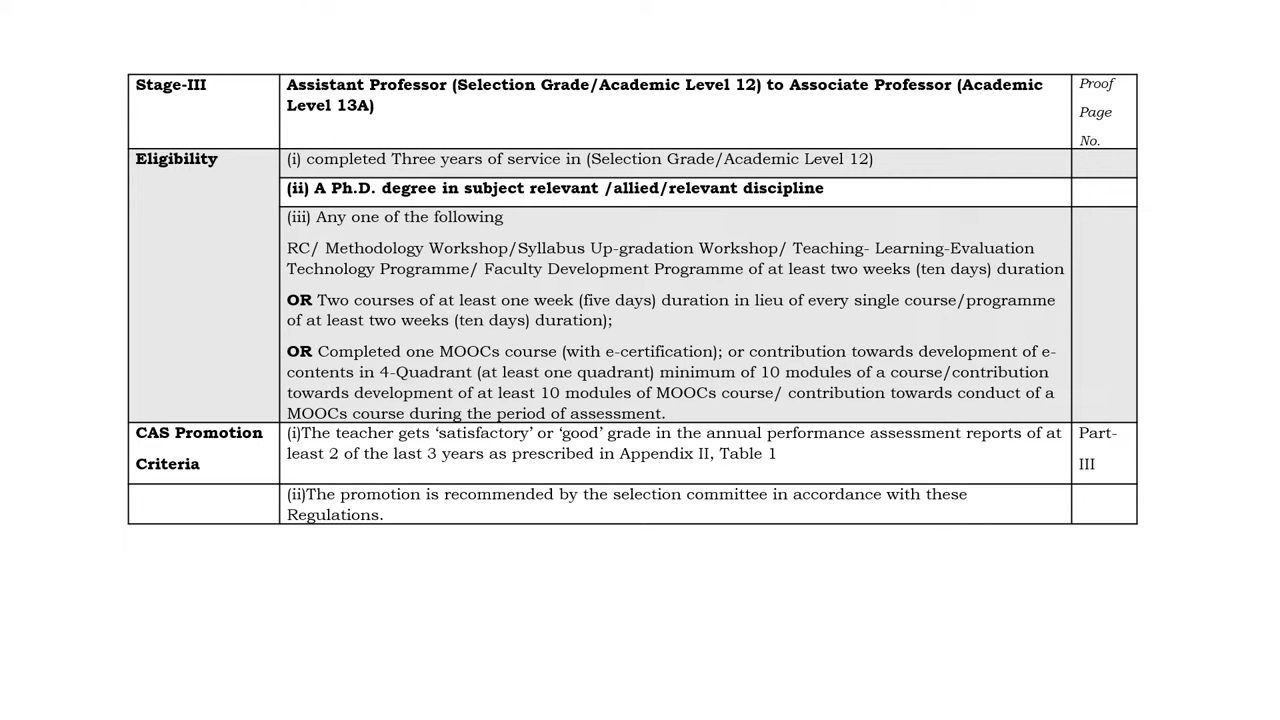 Stage-III
Assistant Professor (Selection Grade/Academic Level 12) to Associate Professor (Academic
Level 13A)
Proof
Page
No.
Eligibility
(i) completed Three years of service in (Selection Grade/Academic Level 12)
(ii) A Ph.D. degree in subject relevant /allied/relevant discipline
(iii) Any one of the following
RC/ Methodology Workshop/Syllabus Up-gradation Workshop/ Teaching- Learning-Evaluation
Technology Programme/ Faculty Development Programme of at least two weeks (ten days) duration
OR Two courses of at least one week (five days) duration in lieu of every single course/programme
of at least two weeks (ten days) duration);
OR Completed one MOOCs course (with e-certification); or contribution towards development of e-
contents in 4-Quadrant (at least one quadrant) minimum of 10 modules of a course/contribution
towards development of at least 10 modules of MOOCs course/ contribution towards conduct of a
MOOCs course during the period of assessment.
CAS Promotion
Criteria
(i)The teacher gets ‘satisfactory’ or ‘good’ grade in the annual performance assessment reports of at
least 2 of the last 3 years as prescribed in Appendix II, Table 1
Part-
III
(ii)The promotion is recommended by the selection committee in accordance with these
Regulations.